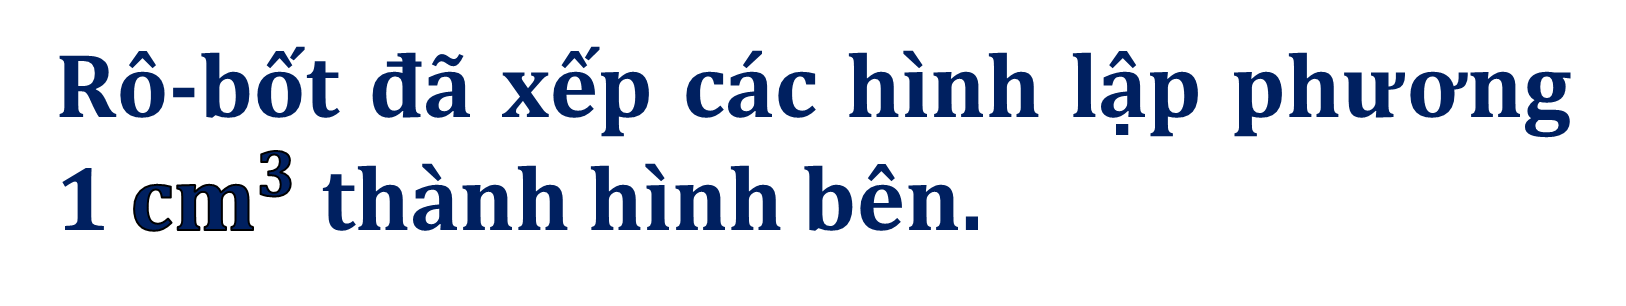 Rô-bốt đã xếp các hình lập phương
1 cm³ thành hình bên.